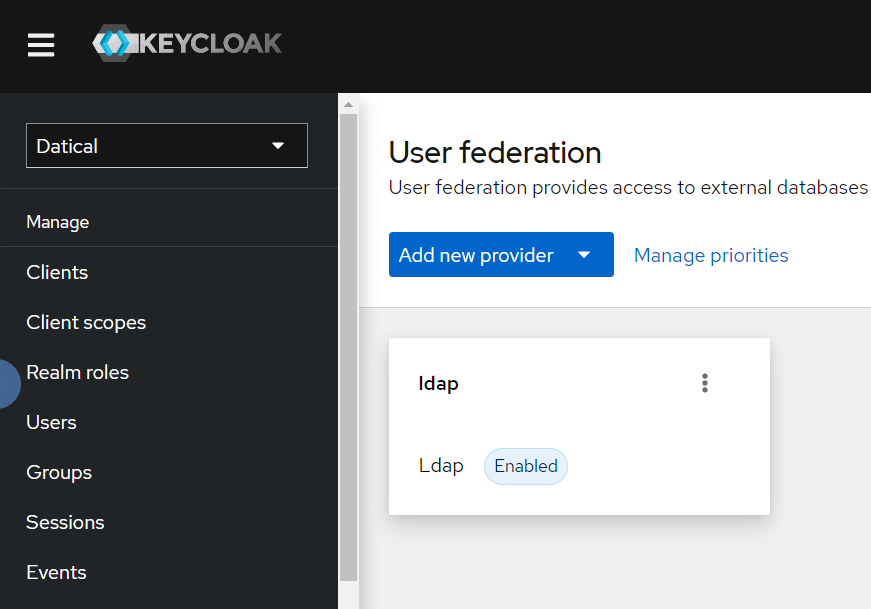 KEYCLOAK
Datical
Manage
Clients
Client scopes
Realm roles
Users
Groups
Sessions
Events
User federation
User federation provides access to external databases
Add new provider
Manage priorities
ldap
Ldap Enabled